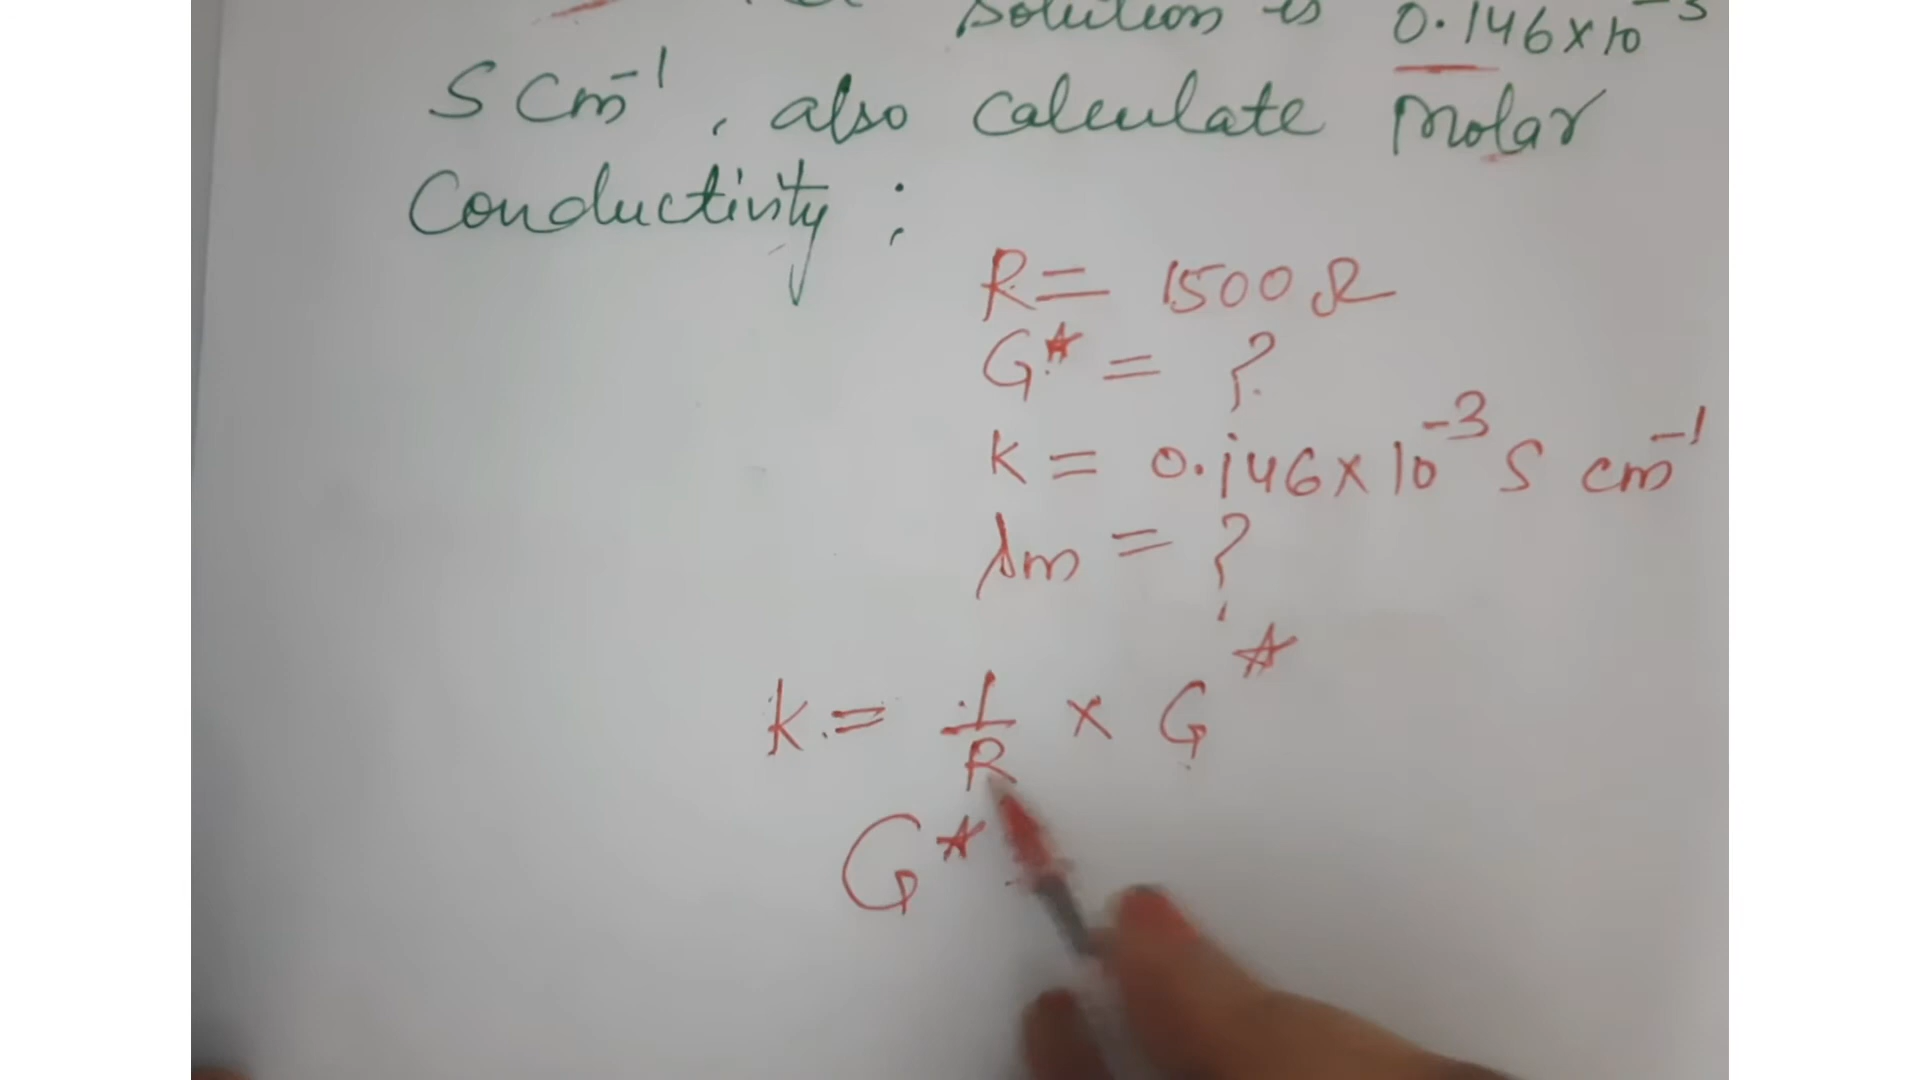 Solution is 0.146×10⁻³
S Cm⁻¹, also calculate Molar
Conductivity :
R = 1500 Ω
G* = ?
k = 0.146×10⁻³ S cm⁻¹
λm = ?
k = 1/R × G*
G*